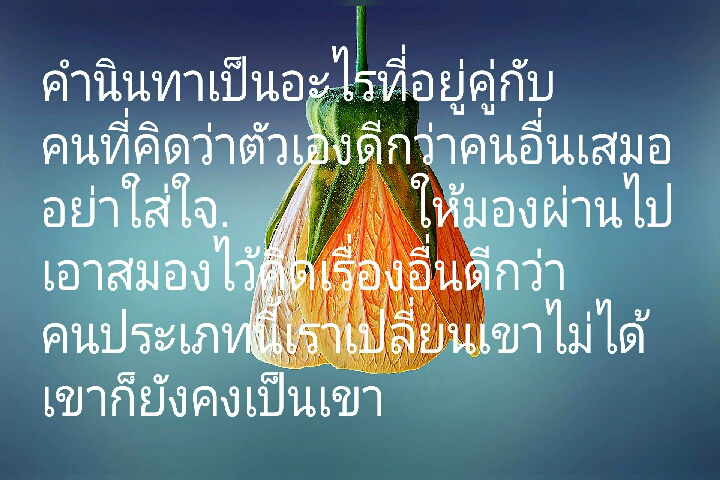 คำนินทาเป็นอะไรที่อยู่คู่กับ
คนที่คิดว่าตัวเองดีกว่าคนอื่นเสมอ
อย่าใส่ใจ. ให้มองผ่านไป
เอาสมองไว้คิดเรื่องอื่นดีกว่า
คนประเภทนี้เราเปลี่ยนเขาไม่ได้
เขาก็ยังคงเป็นเขา